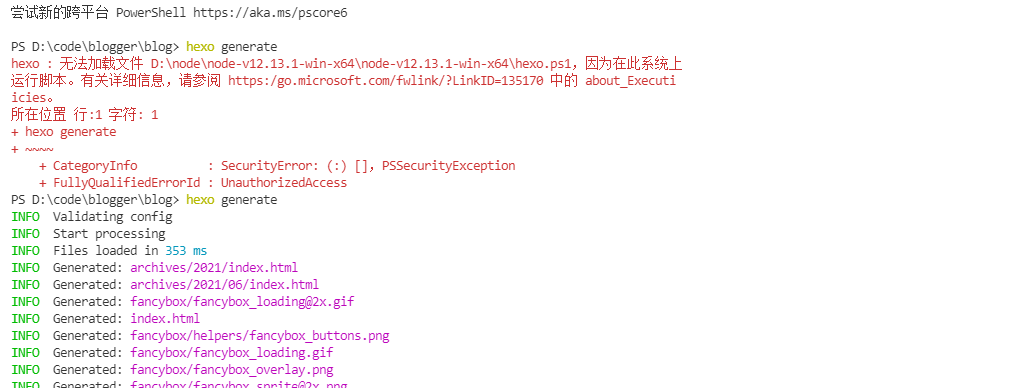 尝试新的跨平台 PowerShell https://aka.ms/pscore6
PS D:\code\blogger\blog> hexo generate
hexo : 无法加载文件 D:\node\node-v12.13.1-win-x64\node-v12.13.1-win-x64\hexo.ps1，因为在此系统上
运行脚本。有关详细信息，请参阅 https:/go.microsoft.com/fwlink/?LinkID=135170 中的 about_Executi
icies。
所在位置 行:1 字符: 1
+ hexo generate
+ ~~~~
+ CategoryInfo          : SecurityError: (:) []，PSSecurityException
+ FullyQualifiedErrorId : UnauthorizedAccess
PS D:\code\blogger\blog> hexo generate
INFO  Validating config
INFO  Start processing
INFO  Files loaded in 353 ms
INFO  Generated: archives/2021/index.html
INFO  Generated: archives/2021/06/index.html
INFO  Generated: fancybox/fancybox_loading@2x.gif
INFO  Generated: index.html
INFO  Generated: fancybox/helpers/fancybox_buttons.png
INFO  Generated: fancybox/fancybox_loading.gif
INFO  Generated: fancybox/fancybox_overlay.png
INFO  Generated: fancybox/fancybox_sprite@2x.png